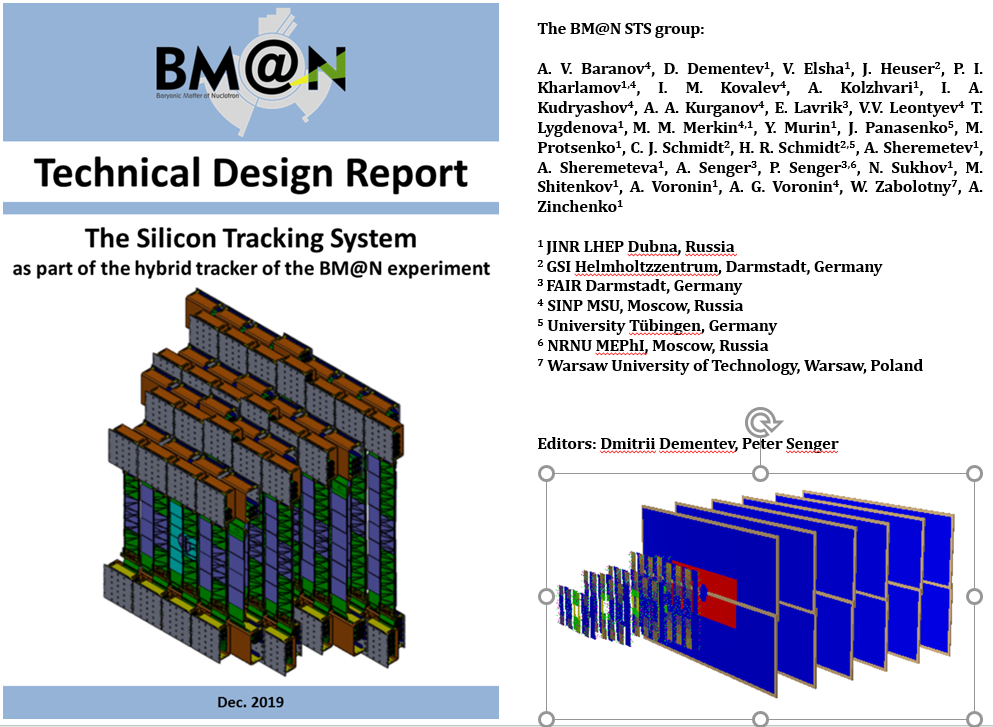 BM@N
Baryonic Matter at Nuclotron
Technical Design Report
The Silicon Tracking System
as part of the hybrid tracker of the BM@N experiment
Dec. 2019
The BM@N STS group:
A. V. Baranov⁴, D. Dementev¹, V. Elsha¹, J. Heuser², P. I.
Kharlamov¹,⁴, I. M. Kovalev⁴, A. Kolzhvari¹, I. A.
Kudryashov⁴, A. A. Kurganov⁴, E. Lavrik³, V.V. Leontyev⁴ T.
Lygdenova¹, M. M. Merkin⁴,¹, Y. Murin¹, J. Panasenko⁵, M.
Protsenko¹, C. J. Schmidt², H. R. Schmidt²,⁵, A. Sheremetev¹,
A. Sheremeteva¹, A. Senger³, P. Senger³,⁶, N. Sukhov¹, M.
Shitenkov¹, A. Voronin¹, A. G. Voronin⁴, W. Zabolotny⁷, A.
Zinchenko¹
¹ JINR LHEP Dubna, Russia
² GSI Helmholtzzentrum, Darmstadt, Germany
³ FAIR Darmstadt, Germany
⁴ SINP MSU, Moscow, Russia
⁵ University Tübingen, Germany
⁶ NRNU MEPhI, Moscow, Russia
⁷ Warsaw University of Technology, Warsaw, Poland
Editors: Dmitrii Dementev, Peter Senger